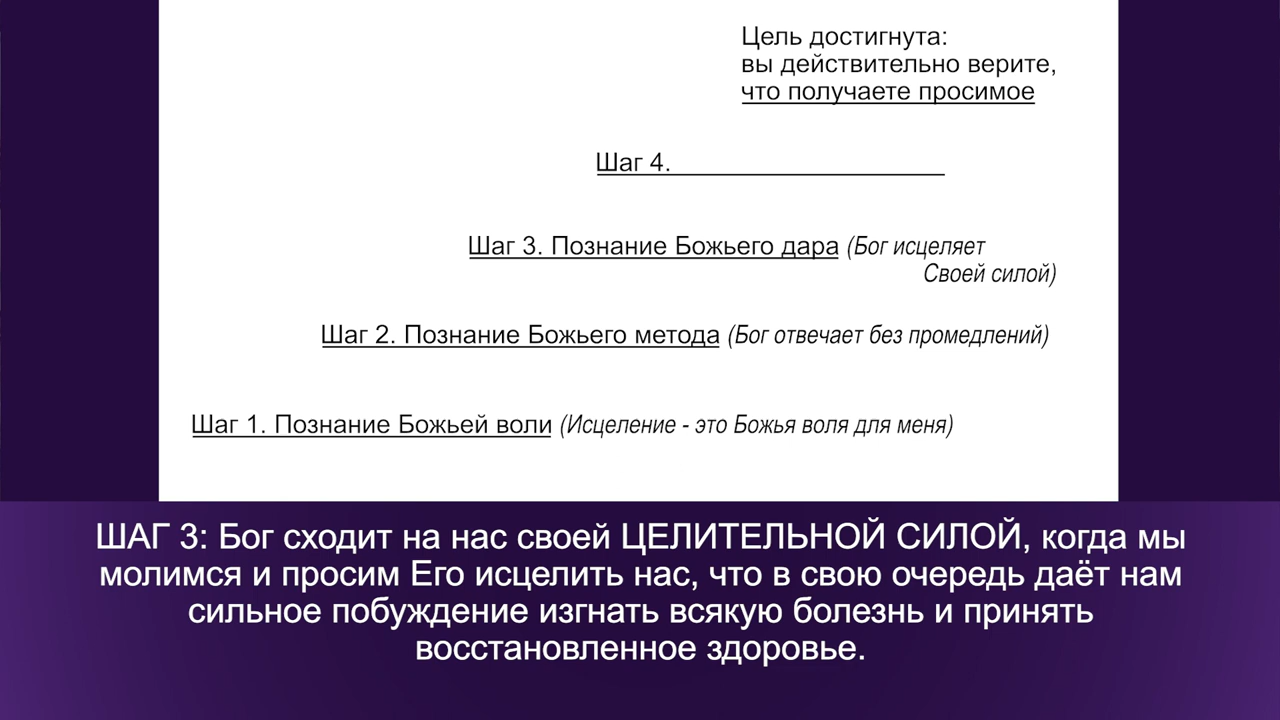 Цель достигнута:
вы действительно верите,
что получаете просимое
Шаг 4.
Шаг 3. Познание Божьего дара (Бог исцеляет
Своей силой)
Шаг 2. Познание Божьего метода (Бог отвечает без промедлений)
Шаг 1. Познание Божьей воли (Исцеление - это Божья воля для меня)
ШАГ 3: Бог сходит на нас своей ЦЕЛИТЕЛЬНОЙ СИЛОЙ, когда мы
молимся и просим Его исцелить нас, что в свою очередь даёт нам
сильное побуждение изгнать всякую болезнь и принять
восстановленное здоровье.